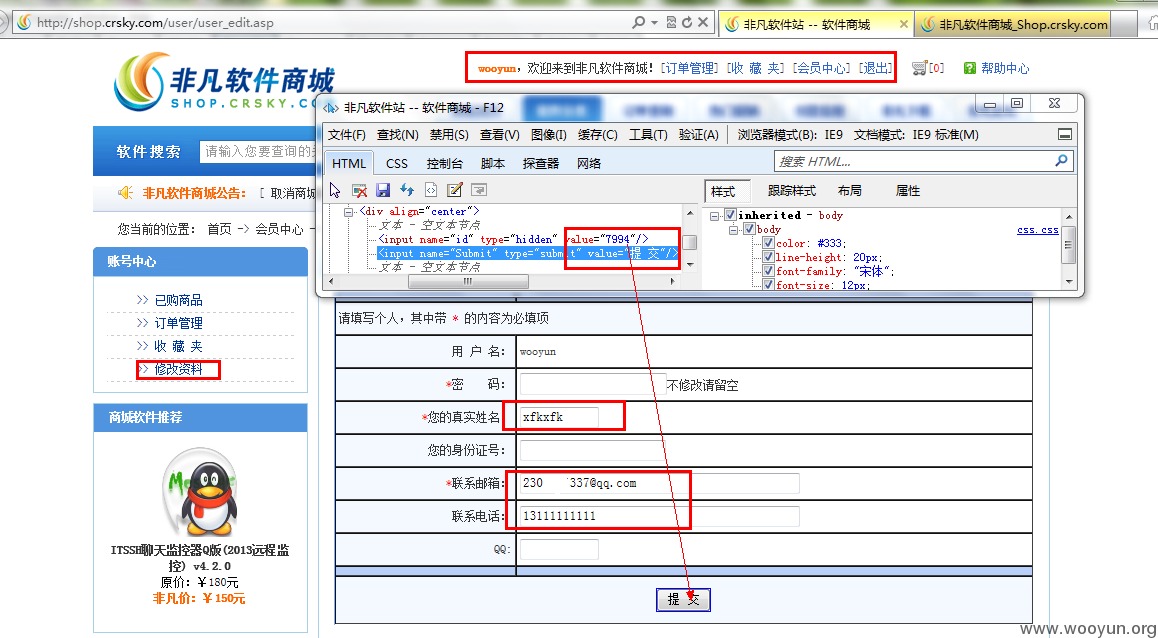 http://shop.crsky.com/user/user_edit.asp
非凡软件站 -- 软件商城
非凡软件商城_Shop.crsky.com
非凡软件商城
SHOP.CRSKY.COM
wooyun，欢迎来到非凡软件商城！[订单管理] [收 藏 夹] [会员中心] [退出]
[0]
帮助中心
非凡软件站 -- 软件商城 - F12
文件(F) 查找(N) 禁用(S) 查看(V) 图像(I) 缓存(C) 工具(T) 验证(A) 浏览器模式(B): IE9 文档模式: IE9 标准(M)
HTML CSS 控制台 脚本 探查器 网络
搜索 HTML...
样式 跟踪样式 布局 属性
<div align="center">
文本 - 空文本节点
<input name="id" type="hidden" value="7994"/>
<input name="Submit" type="submit" value="提 交"/>
文本 - 空文本节点
inherited - body
body
css.css
color: #333;
line-height: 20px;
font-family: "宋体";
font-size: 12px;
软件搜索
请输入您要查询的关
非凡软件商城公告:
[ 取消商城
您当前的位置： 首页 -> 会员中心 -
账号中心
>> 已购商品
>> 订单管理
>> 收 藏 夹
>> 修改资料
商城软件推荐
ITSSH聊天监控器Q版(2013远程监
控) v4.2.0
原价：￥180元
非凡价：￥150元
请填写个人，其中带 * 的内容为必填项
用 户 名： wooyun
*密 码： 不修改请留空
*您的真实姓名 xfkxfk
您的身份证号：
*联系邮箱： 230 337@qq.com
联系电话： 13111111111
QQ:
提 交
www.wooyun.org